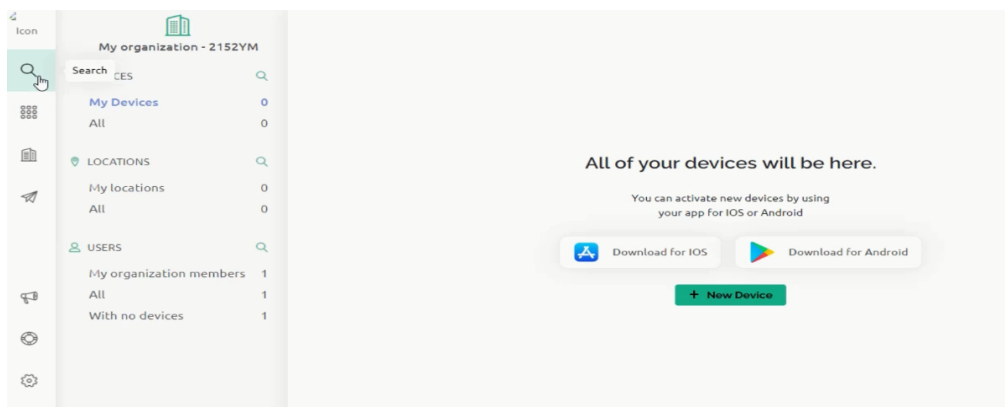 Icon
My organization - 2152YM
Search
CES
My Devices 0
All 0
LOCATIONS
My locations 0
All 0
USERS
My organization members 1
All 1
With no devices 1
All of your devices will be here.
You can activate new devices by using
your app for IOS or Android
Download for IOS
Download for Android
+ New Device